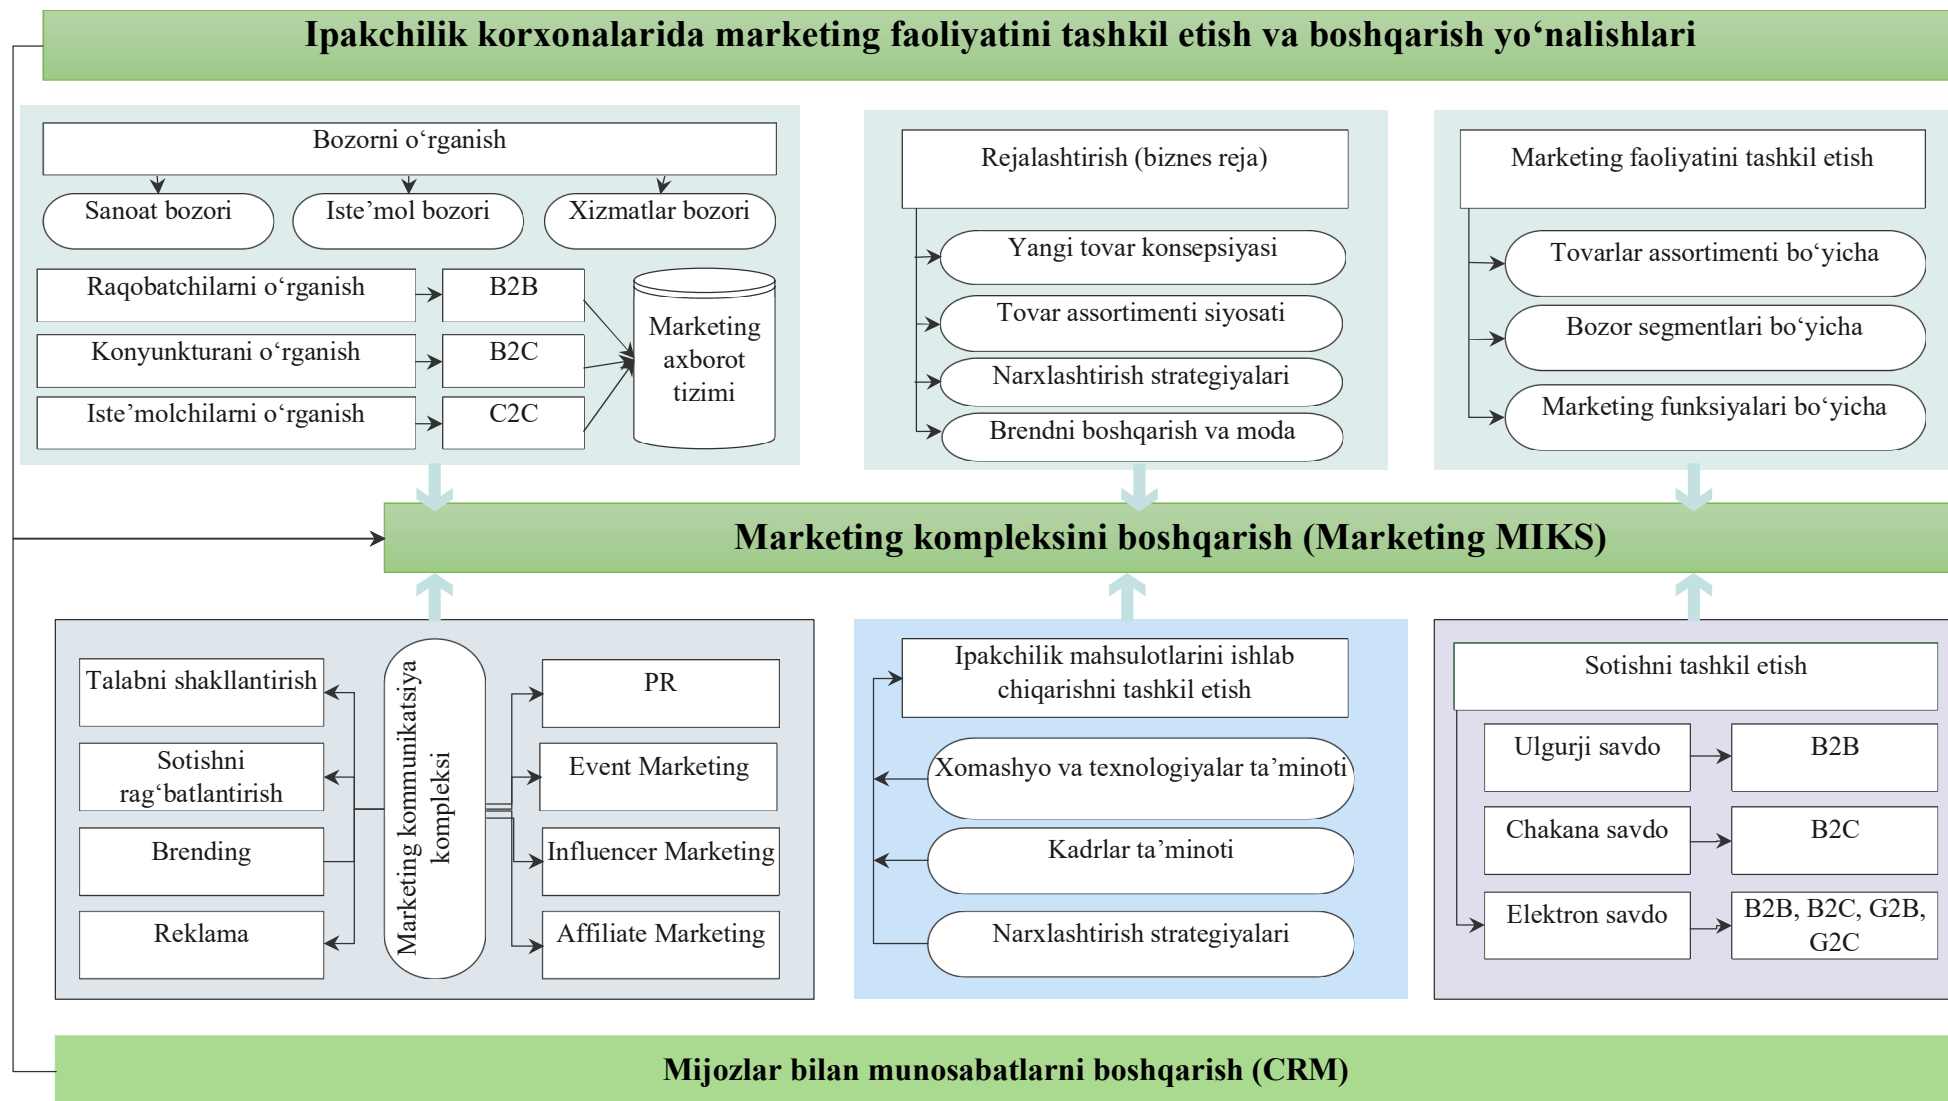 Ipakchilik korxonalarida marketing faoliyatini tashkil etish va boshqarish yo‘nalishlari
Bozorni o‘rganish
Sanoat bozori
Iste’mol bozori
Xizmatlar bozori
Raqobatchilarni o‘rganish
B2B
Konyunkturani o‘rganish
B2C
Iste’molchilarni o‘rganish
C2C
Marketing
axborot
tizimi
Rejalashtirish (biznes reja)
Yangi tovar konsepsiyasi
Tovar assortimenti siyosati
Narxlashtirish strategiyalari
Brendni boshqarish va moda
Marketing faoliyatini tashkil etish
Tovarlar assortimenti bo‘yicha
Bozor segmentlari bo‘yicha
Marketing funksiyalari bo‘yicha
Marketing kompleksini boshqarish (Marketing MIKS)
Talabni shakllantirish
Sotishni
rag‘batlantirish
Brending
Reklama
Marketing kommunikatsiya
kompleksi
PR
Event Marketing
Influencer Marketing
Affiliate Marketing
Ipakchilik mahsulotlarini ishlab
chiqarishni tashkil etish
Xomashyo va texnologiyalar ta’minoti
Kadrlar ta’minoti
Narxlashtirish strategiyalari
Sotishni tashkil etish
Ulgurji savdo
B2B
Chakana savdo
B2C
Elektron savdo
B2B, B2C, G2B,
G2C
Mijozlar bilan munosabatlarni boshqarish (CRM)